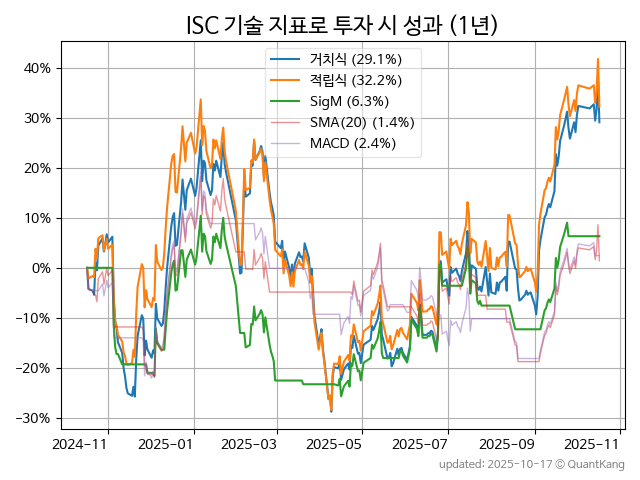 ISC 기술 지표로 투자 시 성과 (1년)
거치식 (29.1%)
적립식 (32.2%)
SigM (6.3%)
SMA(20) (1.4%)
MACD (2.4%)
40%
30%
20%
10%
0%
-10%
-20%
-30%
2024-11 2025-01 2025-03 2025-05 2025-07 2025-09 2025-11
updated: 2025-10-17 © QuantKang